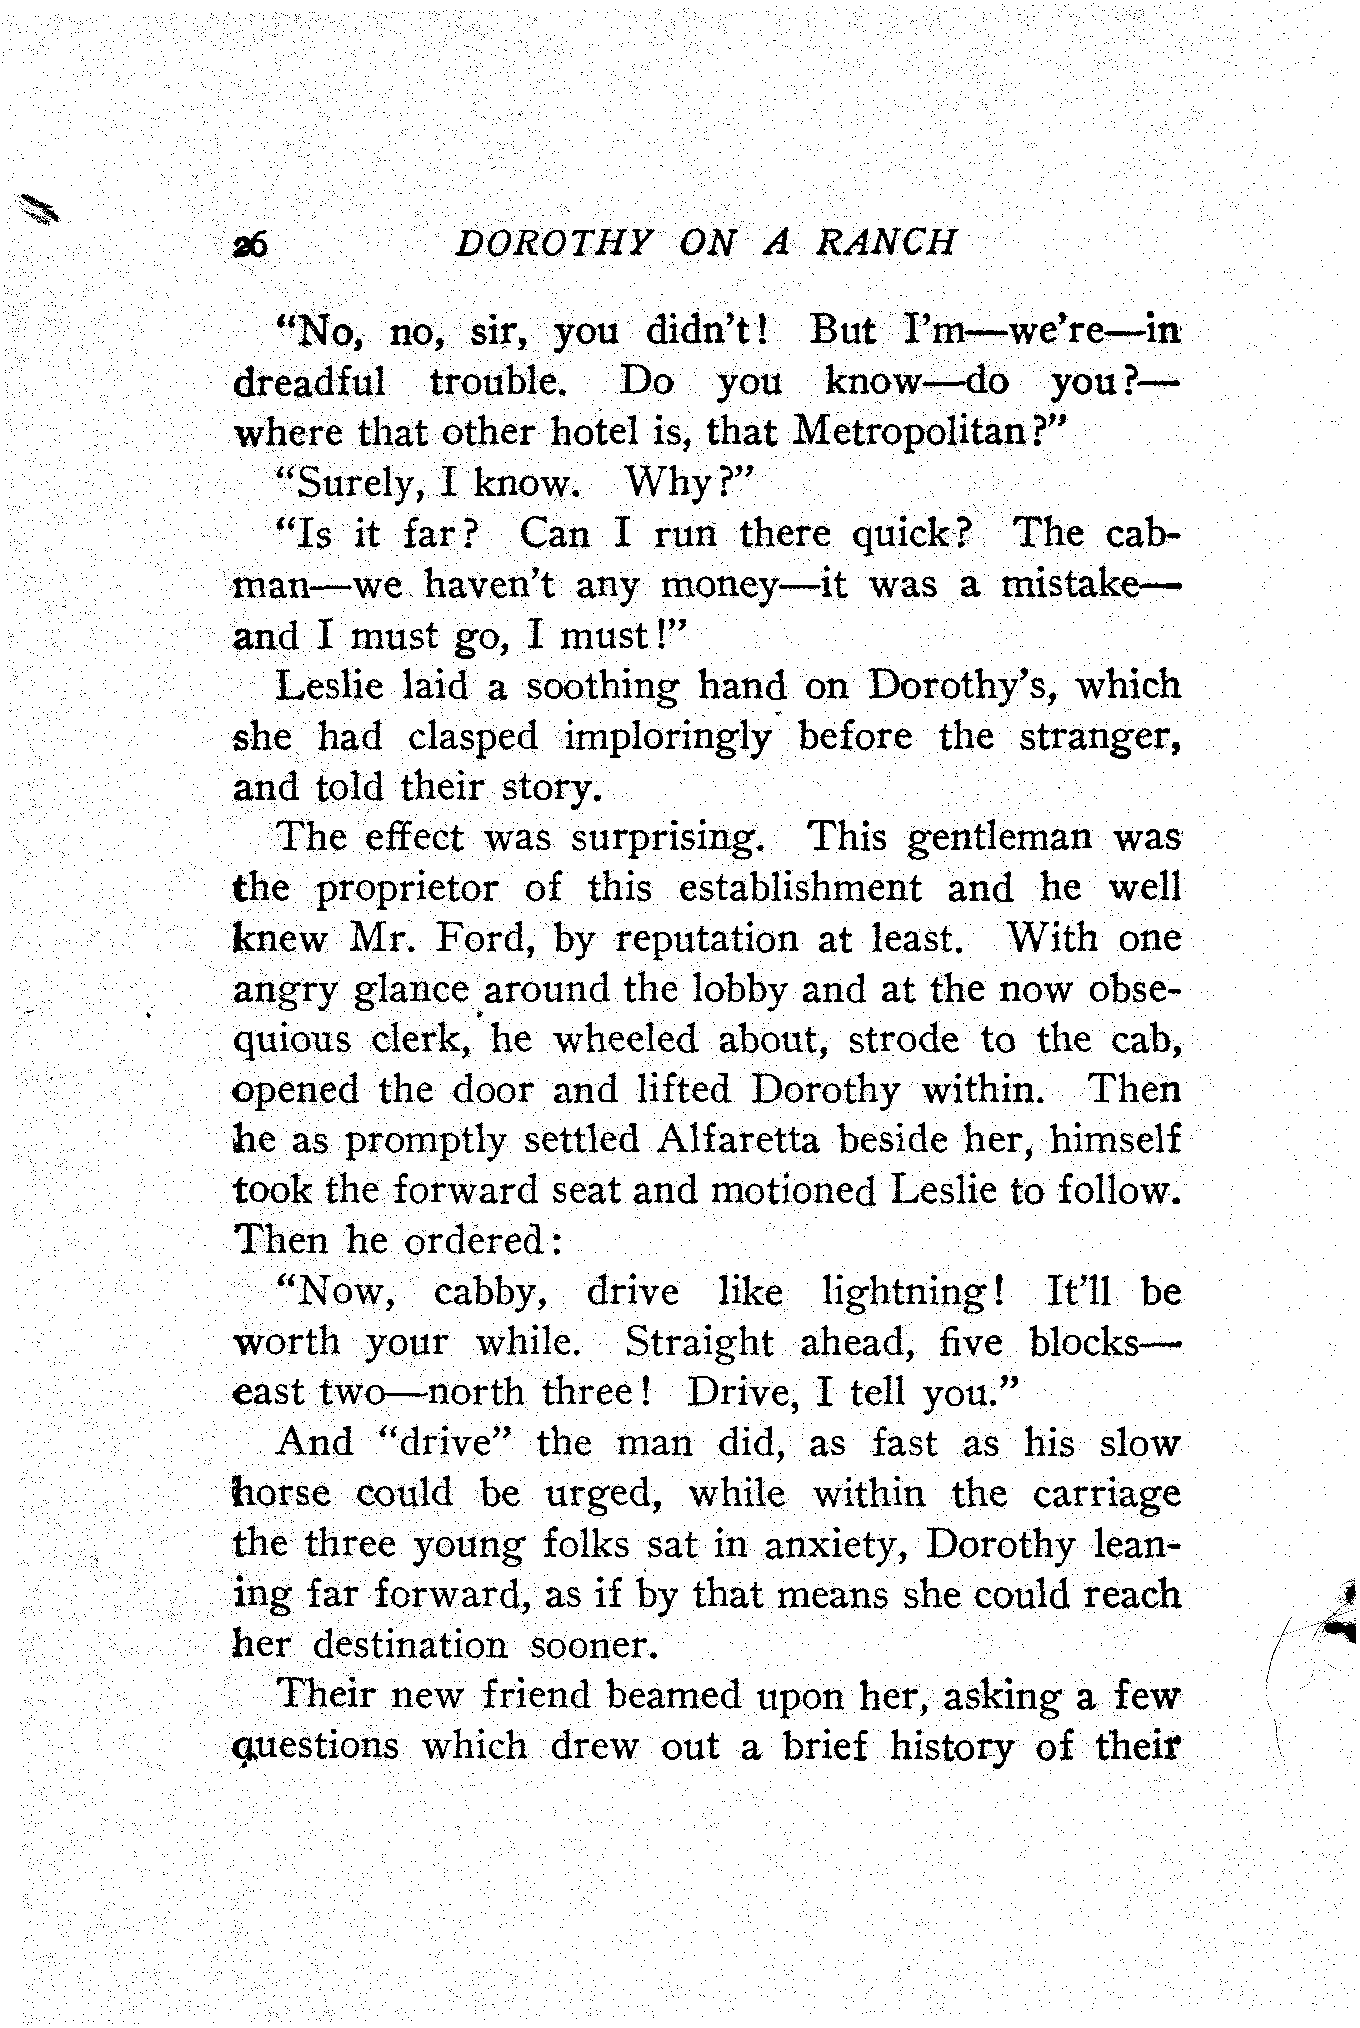 26 DOROTHY ON A RANCH
"No, no, sir, you didn't! But I'm—we're—in
dreadful trouble. Do you know—do you?—
where that other hotel is, that Metropolitan?"
"Surely, I know. Why?"
"Is it far? Can I run there quick? The cab-
man—we haven't any money—it was a mistake—
and I must go, I must!"
Leslie laid a soothing hand on Dorothy's, which
she had clasped imploringly before the stranger,
and told their story.
The effect was surprising. This gentleman was
the proprietor of this establishment and he well
knew Mr. Ford, by reputation at least. With one
angry glance around the lobby and at the now obse-
quious clerk, he wheeled about, strode to the cab,
opened the door and lifted Dorothy within. Then
he as promptly settled Alfaretta beside her, himself
took the forward seat and motioned Leslie to follow.
Then he ordered:
"Now, cabby, drive like lightning! It'll be
worth your while. Straight ahead, five blocks—
east two—north three! Drive, I tell you."
And "drive" the man did, as fast as his slow
horse could be urged, while within the carriage
the three young folks sat in anxiety, Dorothy lean-
ing far forward, as if by that means she could reach
her destination sooner.
Their new friend beamed upon her, asking a few
questions which drew out a brief history of their